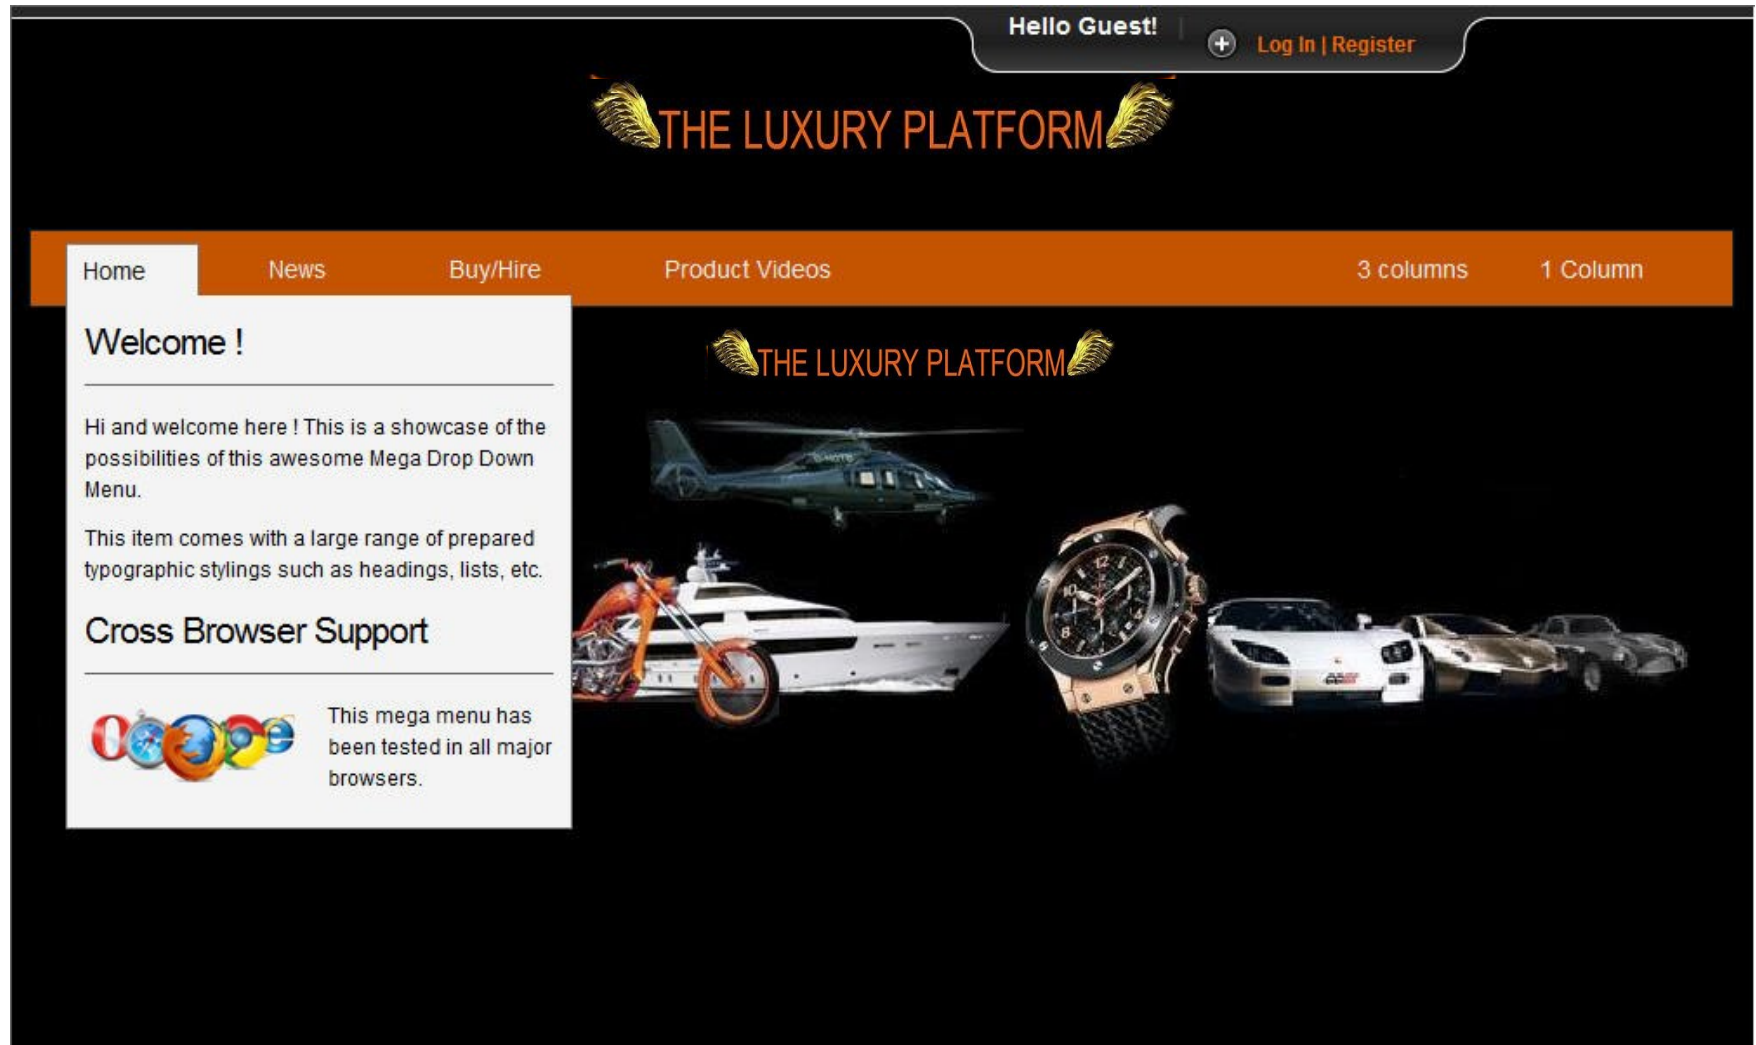 Hello Guest!
Log In | Register
THE LUXURY PLATFORM
Home News Buy/Hire Product Videos 3 columns 1 Column
Welcome !
Hi and welcome here ! This is a showcase of the
possibilities of this awesome Mega Drop Down
Menu.
This item comes with a large range of prepared
typographic stylings such as headings, lists, etc.
Cross Browser Support
This mega menu has
been tested in all major
browsers.
THE LUXURY PLATFORM